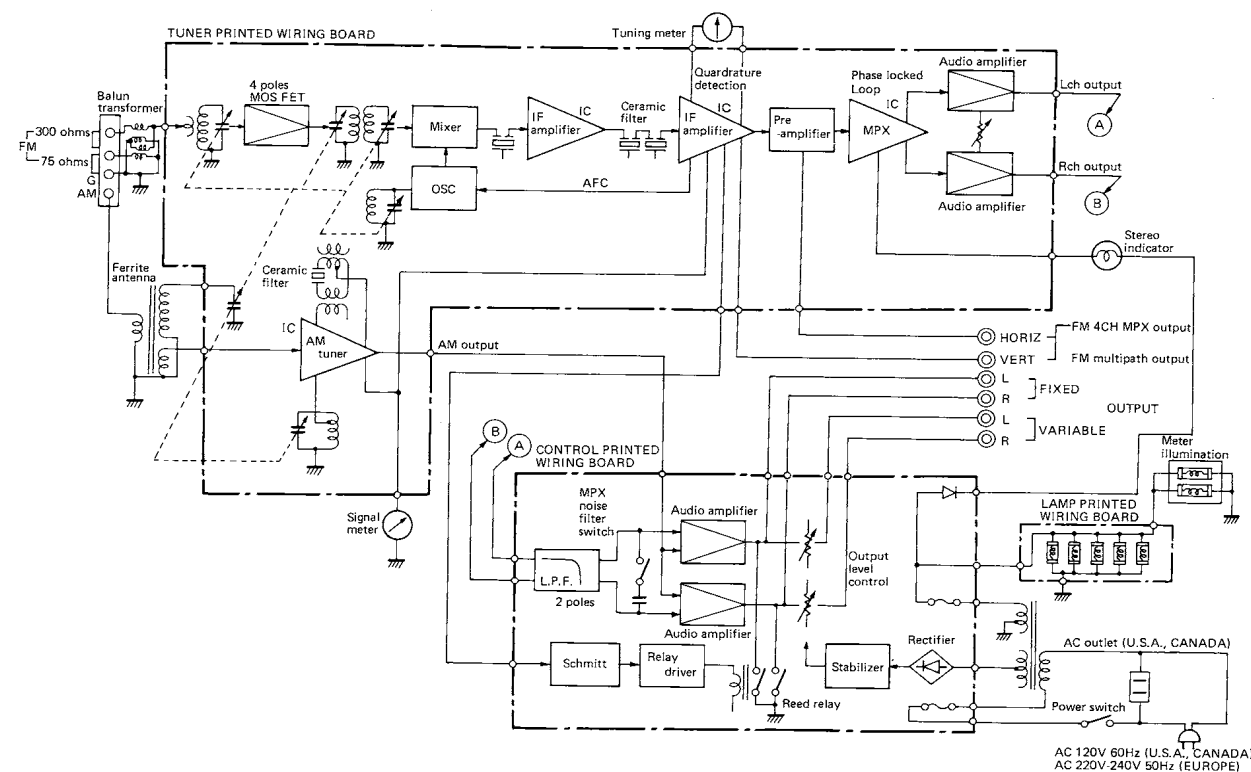 TUNER PRINTED WIRING BOARD
Tuning meter
Balun
transformer
300 ohms
FM
75 ohms
G
AM
4 poles
MOS FET
Mixer
OSC
IC
IF
amplifier
Ceramic
filter
Quardrature
detection
IC
IF
amplifier
AFC
Pre
-amplifier
Phase locked
Loop
IC
MPX
Audio amplifier
Audio amplifier
Lch output
A
Rch output
B
Stereo
indicator
Ferrite
antenna
Ceramic
filter
IC
AM
tuner
AM output
HORIZ
FM 4CH MPX output
VERT
FM multipath output
L
R
FIXED
L
R
VARIABLE
OUTPUT
Signal
meter
B
A
CONTROL PRINTED
WIRING BOARD
MPX
noise
filter
switch
L.P.F.
2 poles
Audio amplifier
Audio amplifier
Output
level
control
Schmitt
Relay
driver
Reed relay
Stabilizer
Rectifier
Meter
illumination
LAMP PRINTED
WIRING BOARD
AC outlet (U.S.A., CANADA)
Power switch
AC 120V 60Hz (U.S.A., CANADA)
AC 220V-240V 50Hz (EUROPE)